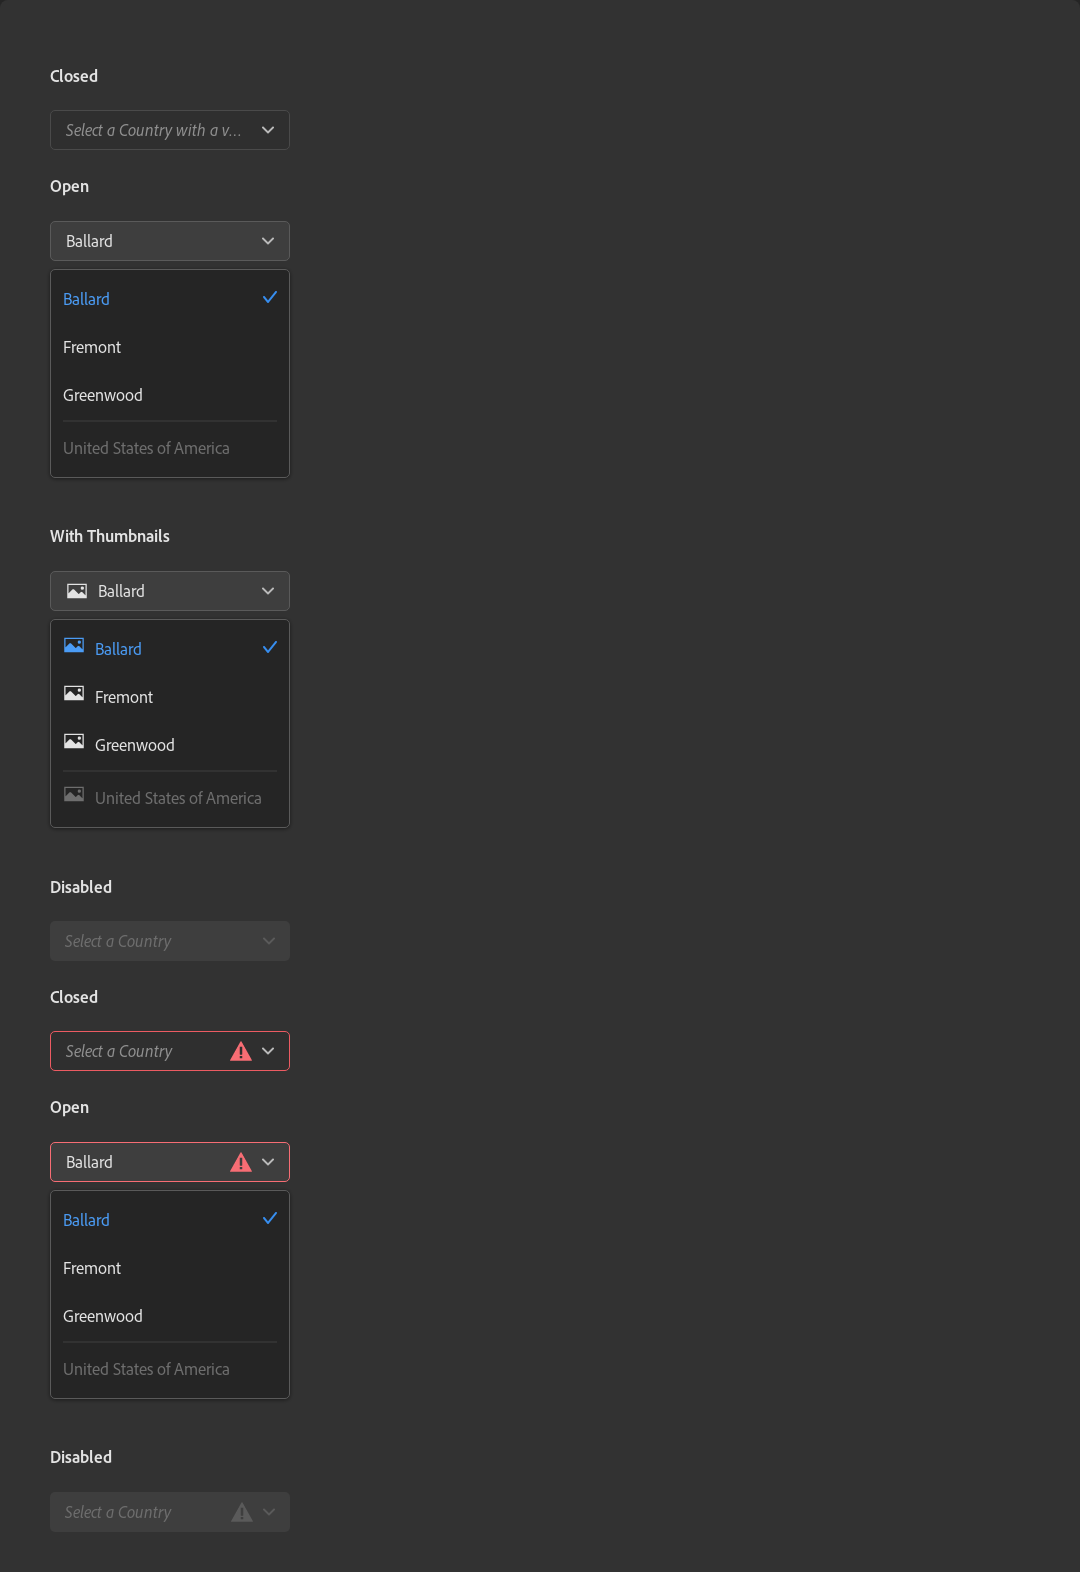 Closed
Select a Country with a v...
Open
Ballard
Ballard
Fremont
Greenwood
United States of America
With Thumbnails
Ballard
Ballard
Fremont
Greenwood
United States of America
Disabled
Select a Country
Closed
Select a Country
Open
Ballard
Ballard
Fremont
Greenwood
United States of America
Disabled
Select a Country